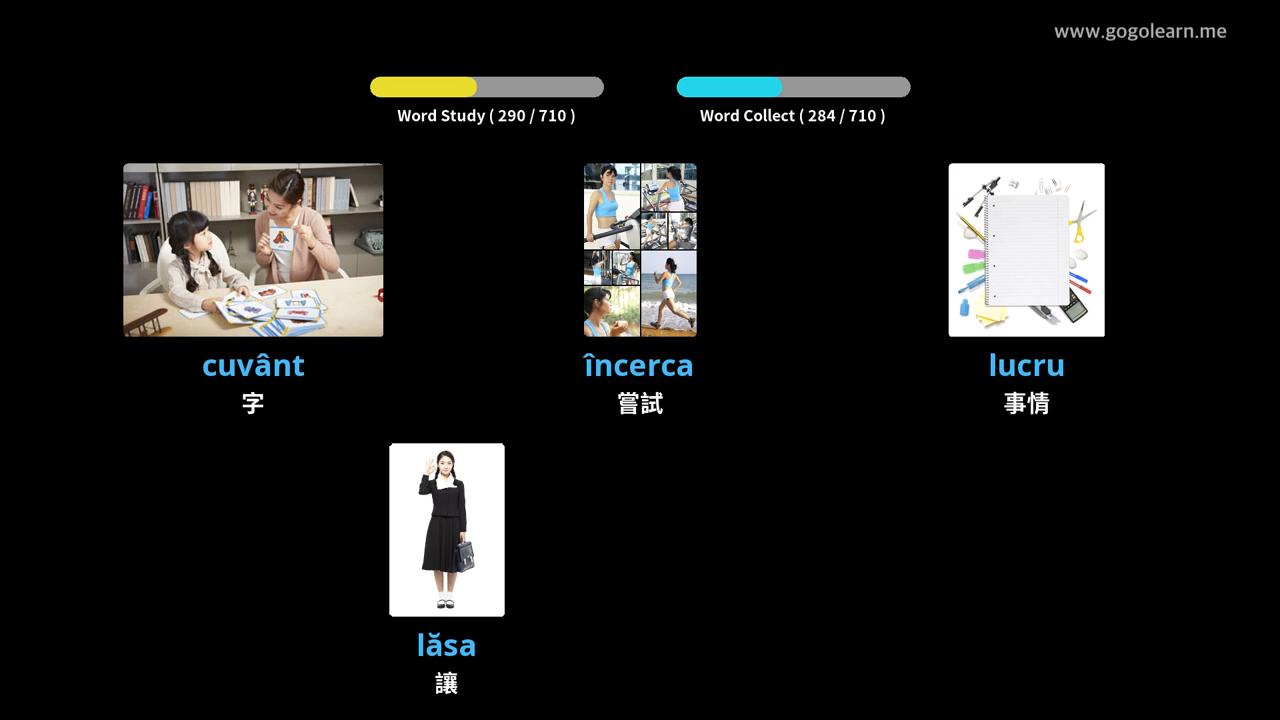 www.gogolearn.me
Word Study ( 290 / 710 )
Word Collect ( 284 / 710 )
cuvânt
字
încerca
嘗試
lucru
事情
lăsa
讓